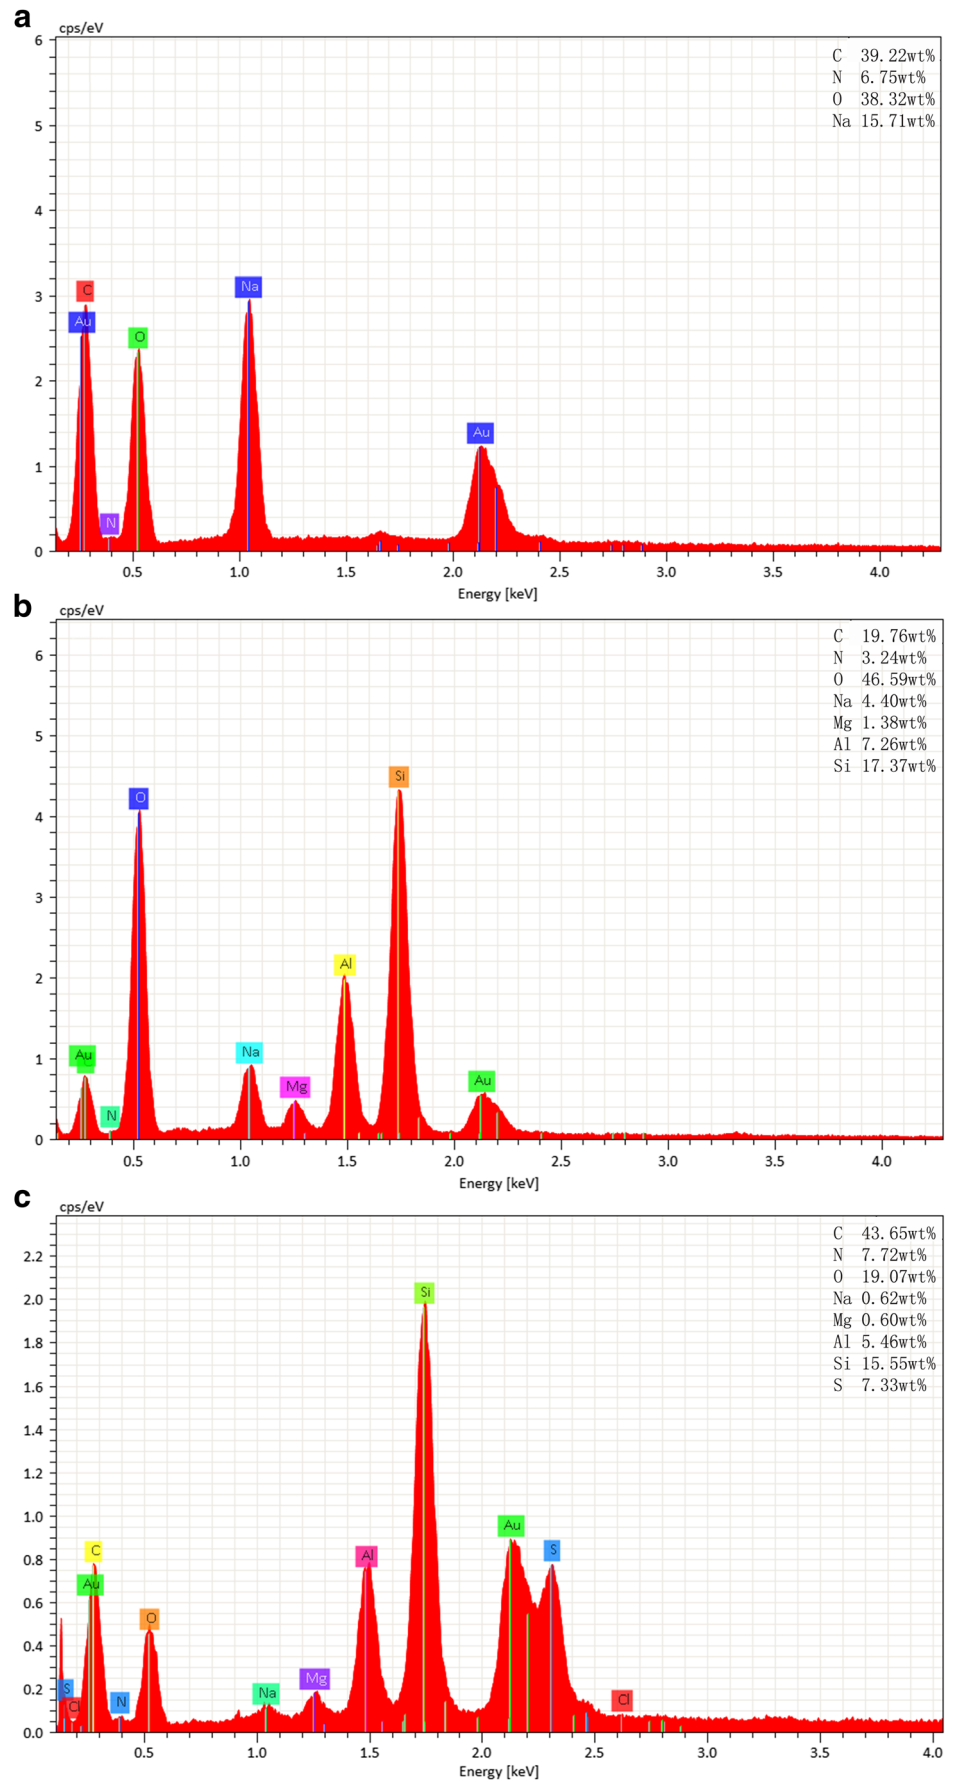 a
cps/eV
6
5
4
3
2
1
0
C 39.22wt%
N 6.75wt%
O 38.32wt%
Na 15.71wt%
C
Au
N
O
Na
Au
0.5 1.0 1.5 2.0 2.5 3.0 3.5 4.0
Energy [keV]
b
cps/eV
6
5
4
3
2
1
0
C 19.76wt%
N 3.24wt%
O 46.59wt%
Na 4.40wt%
Mg 1.38wt%
Al 7.26wt%
Si 17.37wt%
Au
C
N
O
Na
Mg
Al
Si
Au
0.5 1.0 1.5 2.0 2.5 3.0 3.5 4.0
Energy [keV]
c
cps/eV
2.2
2.0
1.8
1.6
1.4
1.2
1.0
0.8
0.6
0.4
0.2
0.0
C 43.65wt%
N 7.72wt%
O 19.07wt%
Na 0.62wt%
Mg 0.60wt%
Al 5.46wt%
Si 15.55wt%
S 7.33wt%
S
Cl
C
Au
N
O
Na
Mg
Al
Si
Au
S
Cl
0.5 1.0 1.5 2.0 2.5 3.0 3.5 4.0
Energy [keV]